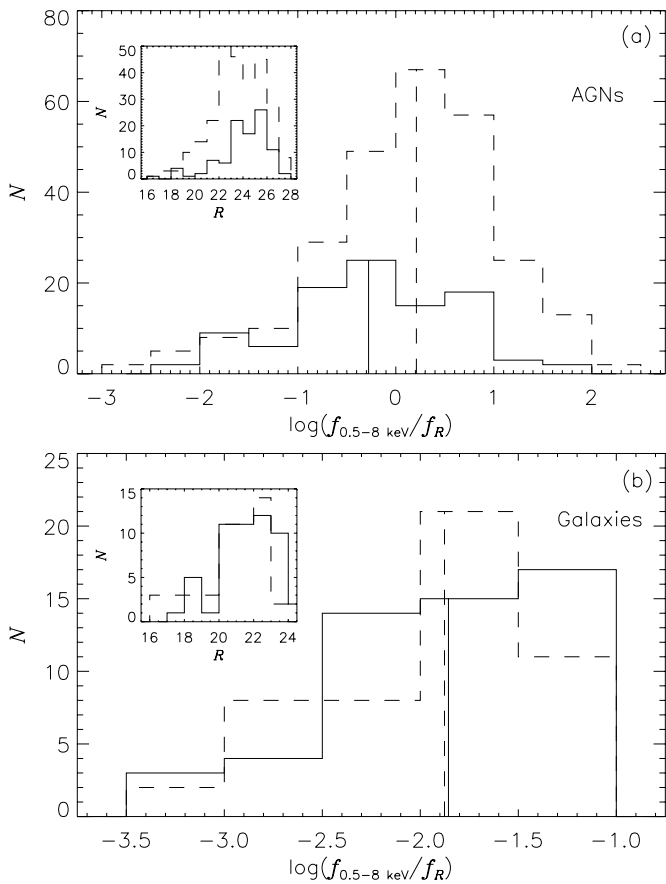 80
(a)
50
40
AGNs
30
N
20
60
10
0
16 18 20 22 24 26 28
N
R
40
20
0
−3 −2 −1 0 1 2
log(f0.5−8 keV/fR)
25
(b)
15
Galaxies
20
10
N
5
15
0
16 18 20 22 24
N
R
10
5
0
−3.5 −3.0 −2.5 −2.0 −1.5 −1.0
log(f0.5−8 keV/fR)